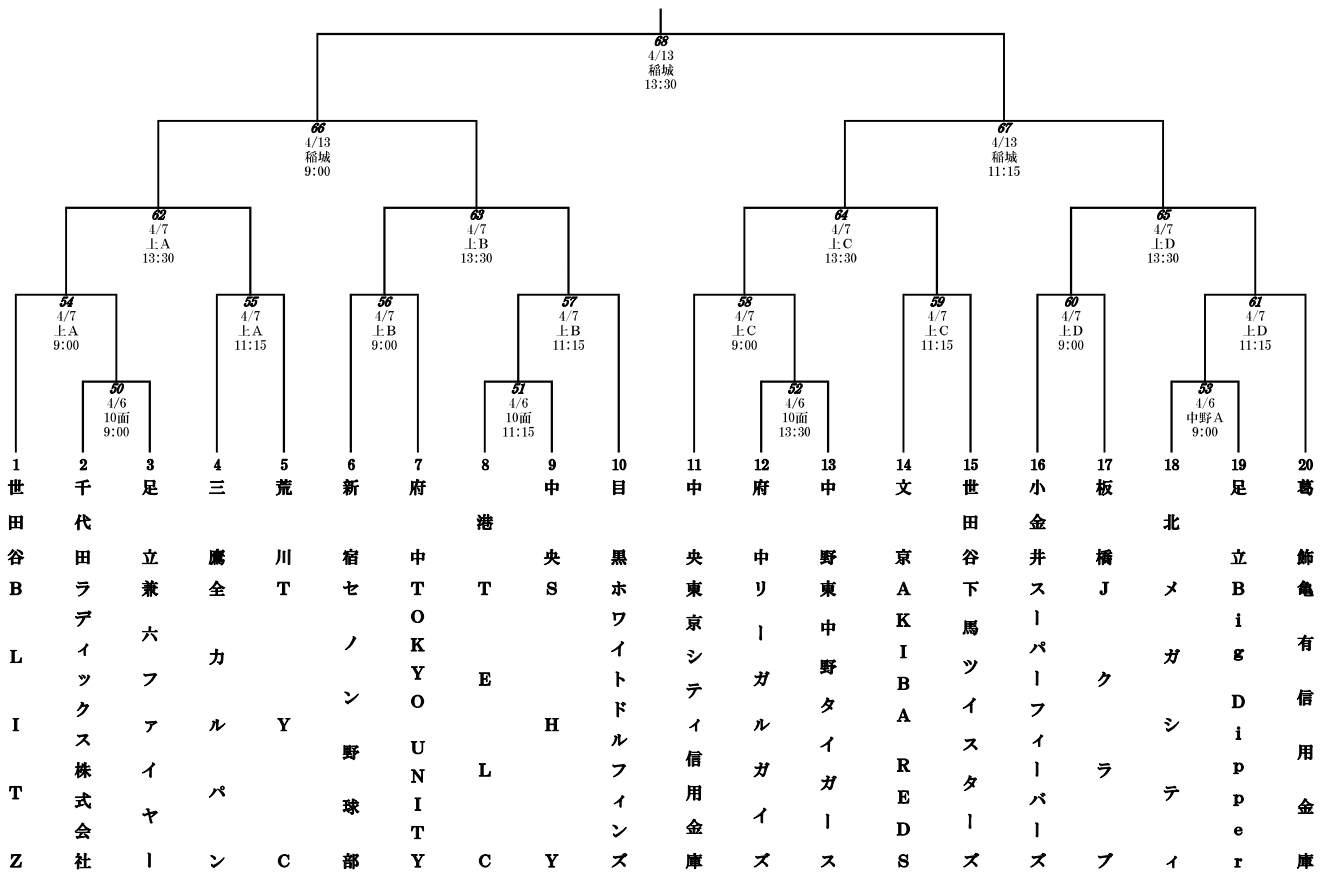 68
4/13
稲城
13:30
66
4/13
稲城
9:00
67
4/13
稲城
11:15
62
4/7
上A
13:30
63
4/7
上B
13:30
64
4/7
上C
13:30
65
4/7
上D
13:30
54
4/7
上A
9:00
55
4/7
上A
11:15
56
4/7
上B
9:00
57
4/7
上B
11:15
58
4/7
上C
9:00
59
4/7
上C
11:15
60
4/7
上D
9:00
61
4/7
上D
11:15
50
4/6
10面
9:00
51
4/6
10面
11:15
52
4/6
10面
13:30
53
4/6
中野A
9:00
1
世田谷BLITZ
2
千代田ラディックス株式会社
3
足立兼六ファイヤー
4
三鷹全力ルパン
5
荒川TYC
6
新宿セノン野球部
7
府中TOKYO UNITY
8
港TELC
9
中央SHY
10
目黒ホワイトドルフィンズ
11
中央東京シティ信用金庫
12
府中リーガルガイズ
13
中野東中野タイガース
14
文京AKIBA REDS
15
世田谷下馬ツイスターズ
16
小金井スーパーフィーバーズ
17
板橋Jクラブ
18
北メガシティ
19
足立Big Dipper
20
葛飾亀有信用金庫